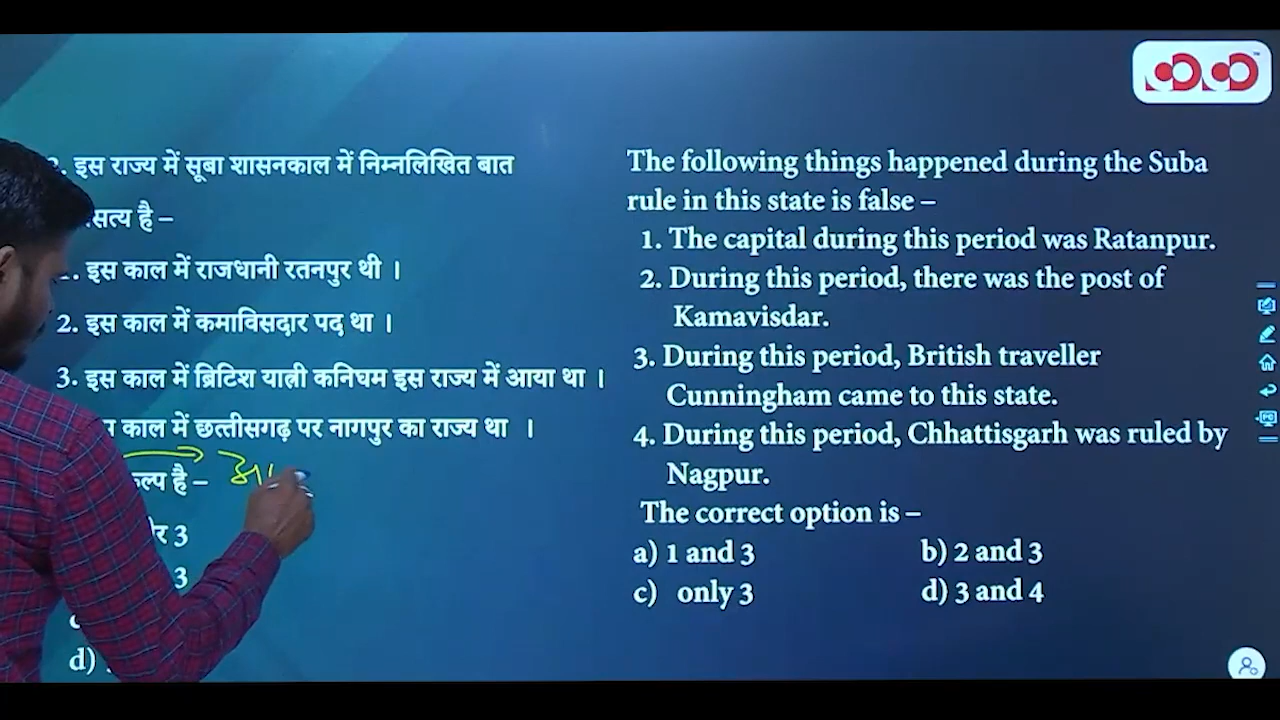 . इस राज्य में सूबा शासनकाल में निम्नलिखित बात
सत्य है –
. इस काल में राजधानी रतनपुर थी ।
2. इस काल में कमाविसदार पद था ।
3. इस काल में ब्रिटिश यात्री कनिघम इस राज्य में आया था ।
काल में छत्तीसगढ़ पर नागपुर का राज्य था ।
है –
3
3
d)
The following things happened during the Suba
rule in this state is false –
1. The capital during this period was Ratanpur.
2. During this period, there was the post of
Kamavisdar.
3. During this period, British traveller
Cunningham came to this state.
4. During this period, Chhattisgarh was ruled by
Nagpur.
The correct option is –
a) 1 and 3 b) 2 and 3
c) only 3 d) 3 and 4